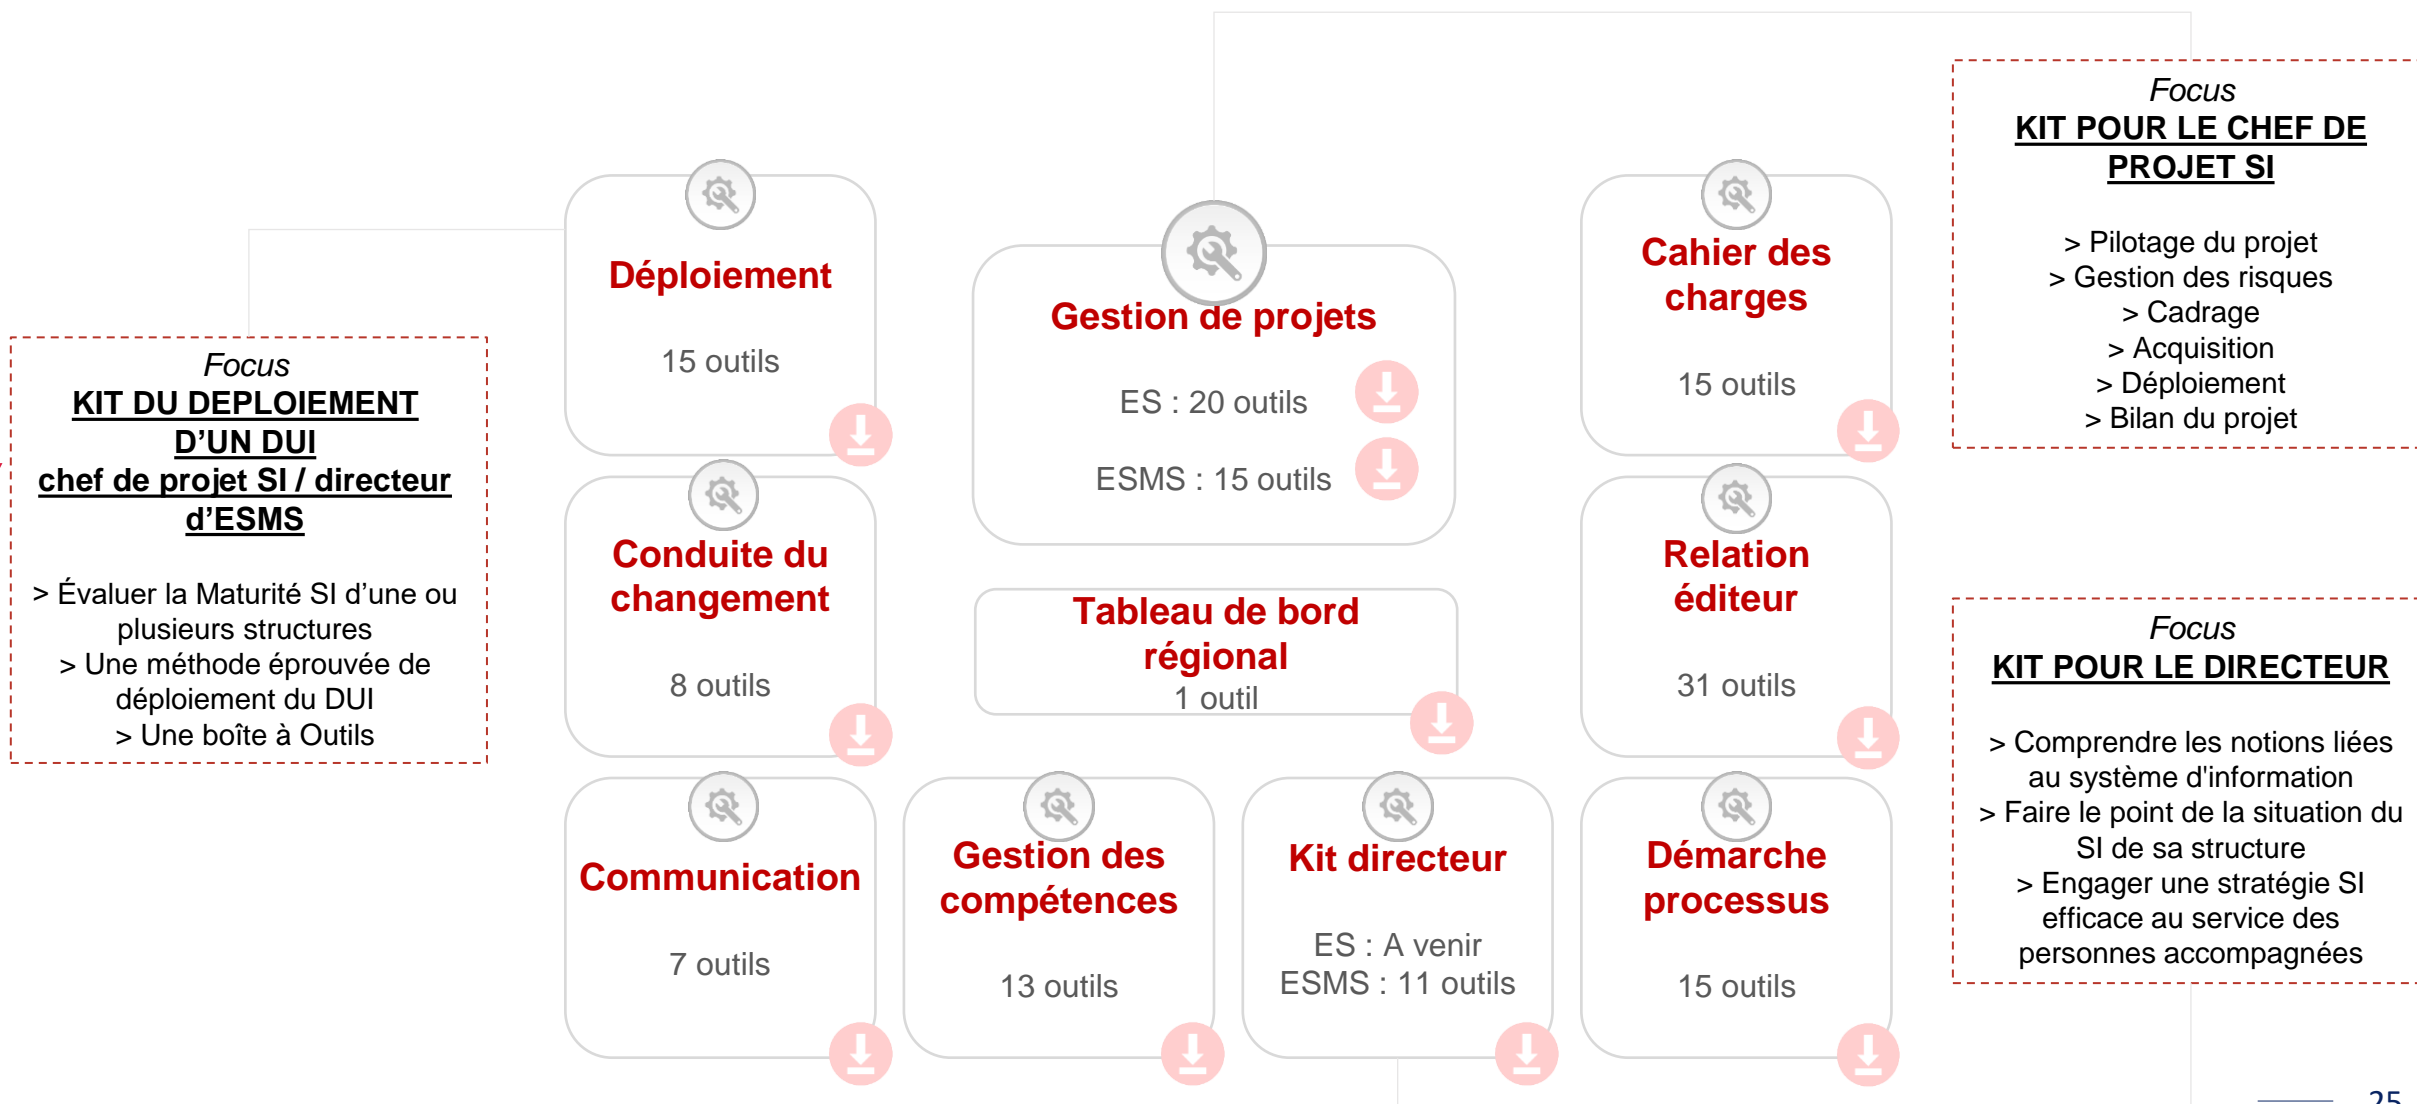 Focus
KIT DU DEPLOIEMENT
D’UN DUI
chef de projet SI / directeur
d’ESMS
> Évaluer la Maturité SI d’une ou
plusieurs structures
> Une méthode éprouvée de
déploiement du DUI
> Une boîte à Outils
Déploiement
15 outils
Conduite du
changement
8 outils
Communication
7 outils
Gestion de projets
ES : 20 outils
ESMS : 15 outils
Tableau de bord
régional
1 outil
Gestion des
compétences
13 outils
Kit directeur
ES : A venir
ESMS : 11 outils
Cahier des
charges
15 outils
Relation
éditeur
31 outils
Démarche
processus
15 outils
Focus
KIT POUR LE CHEF DE
PROJET SI
> Pilotage du projet
> Gestion des risques
> Cadrage
> Acquisition
> Déploiement
> Bilan du projet
Focus
KIT POUR LE DIRECTEUR
> Comprendre les notions liées
au système d'information
> Faire le point de la situation du
SI de sa structure
> Engager une stratégie SI
efficace au service des
personnes accompagnées
25